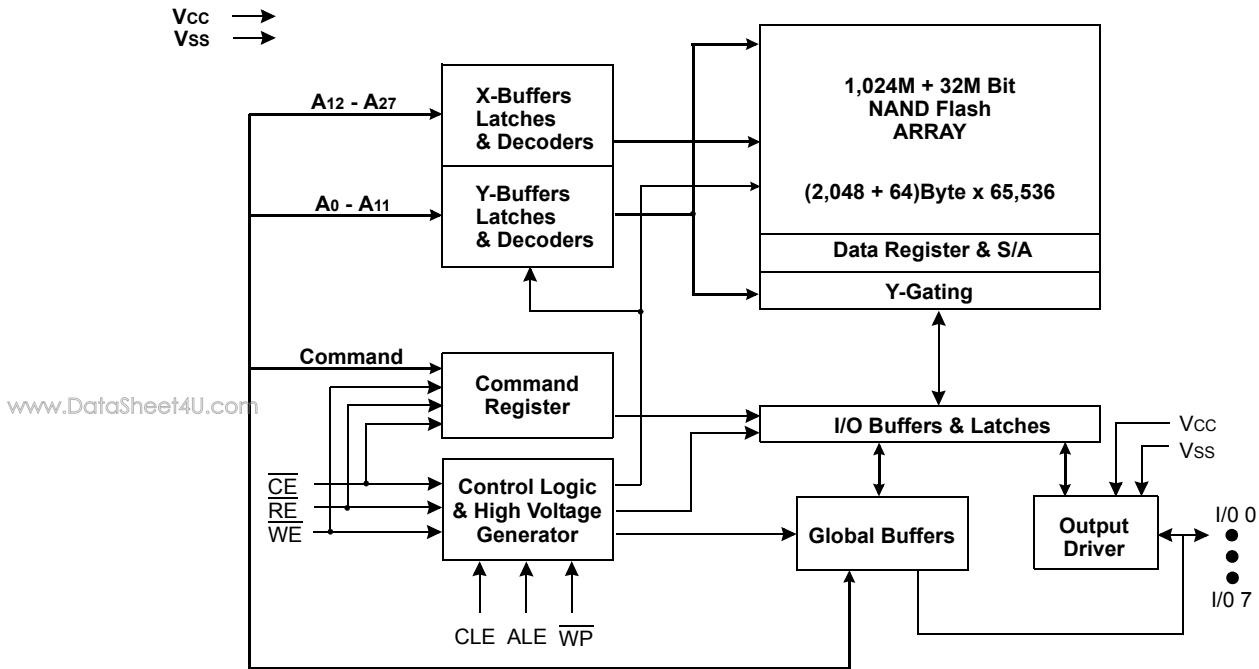 VCC
VSS
A12 - A27
X-Buffers
Latches
& Decoders
1,024M + 32M Bit
NAND Flash
ARRAY
(2,048 + 64)Byte x 65,536
A0 - A11
Y-Buffers
Latches
& Decoders
Data Register & S/A
Y-Gating
Command
Command
Register
www.DataSheet4U.com
I/O Buffers & Latches
VCC
VSS
CE
RE
WE
Control Logic
& High Voltage
Generator
Global Buffers
Output
Driver
I/0 0
I/0 7
CLE ALE WP